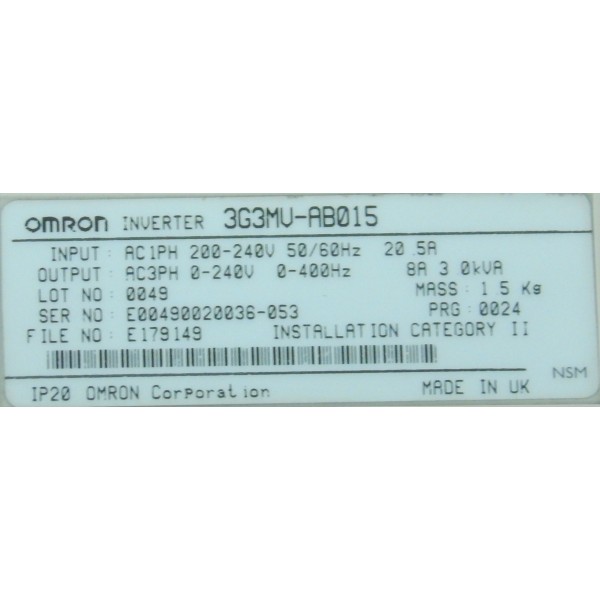 OMRON INVERTER 3G3MV-AB015
INPUT : AC1PH 200-240V 50/60Hz 20.5A
OUTPUT : AC3PH 0-240V 0-400Hz 8A 3.0kVA
LOT NO : 0049 MASS : 1.5 Kg
SER NO : E00490020036-053 PRG : 0024
FILE NO : E179149 INSTALLATION CATEGORY II
NSM
IP20 OMRON Corporation MADE IN UK